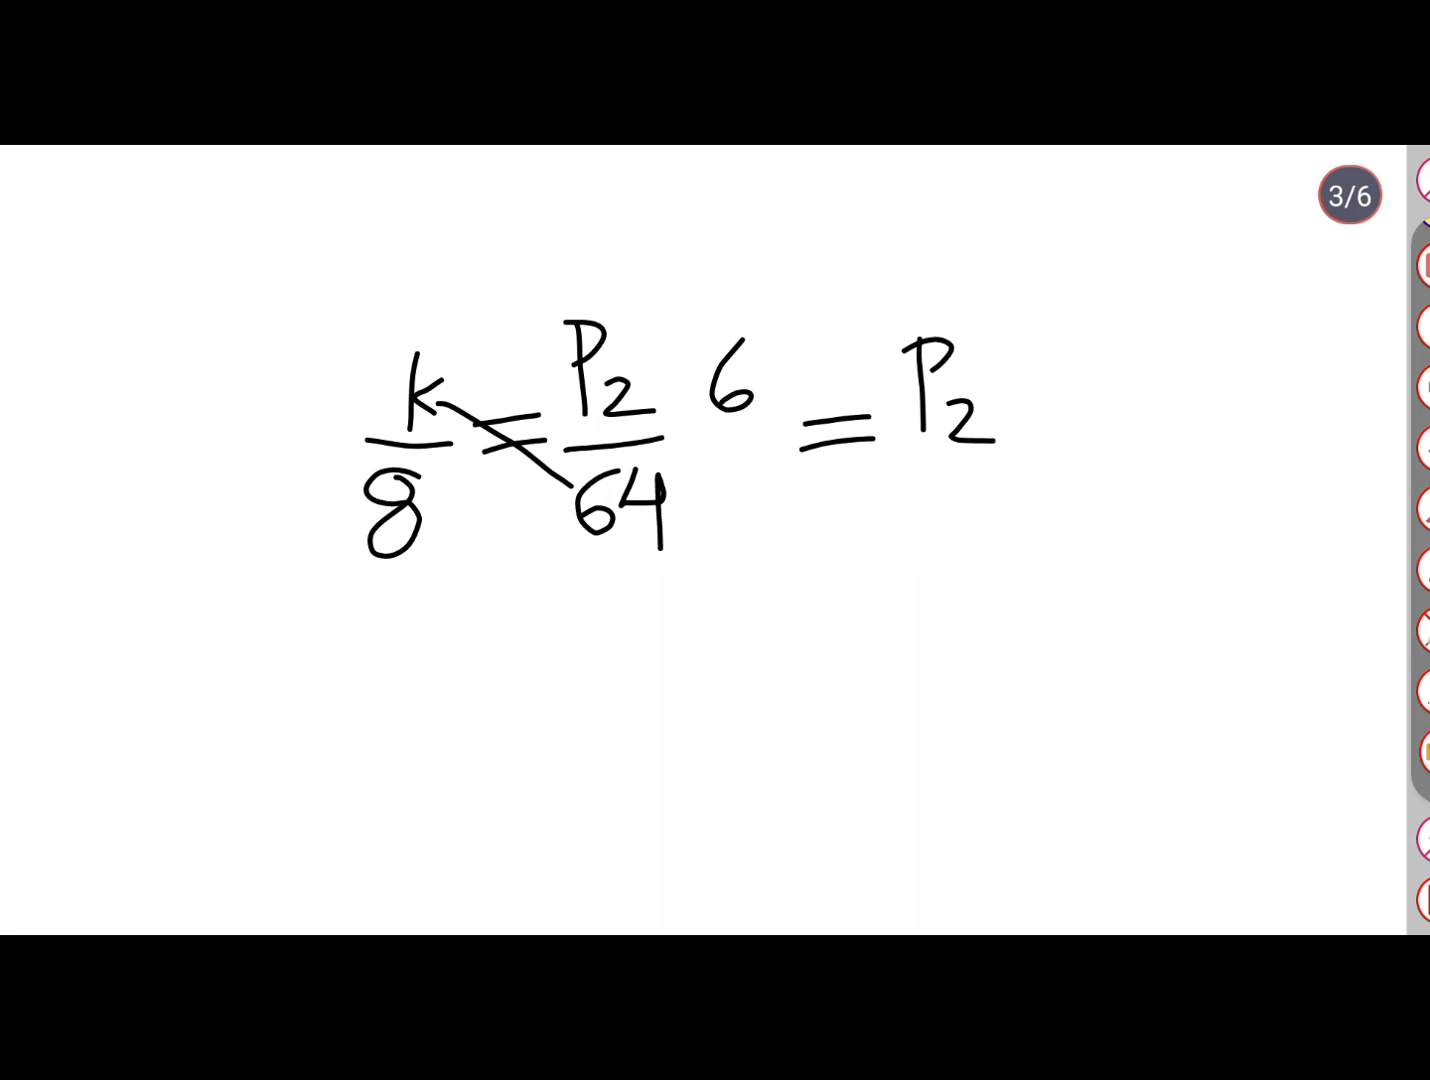 3/6
k/8 = P₂/64 6 = P₂